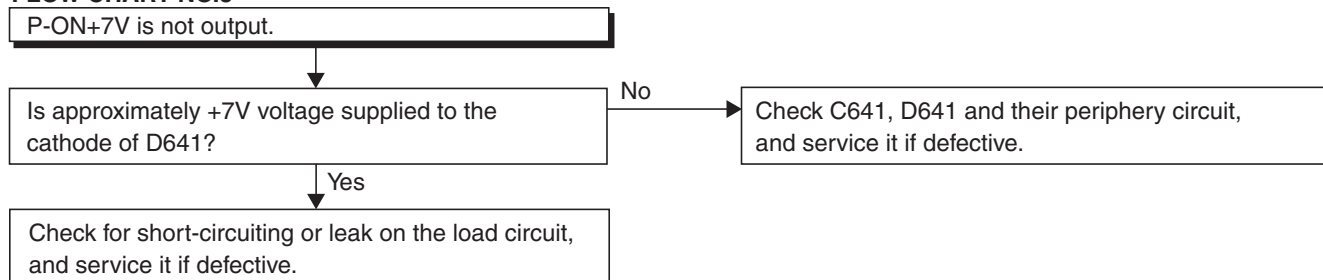 P-ON+7V is not output.
Is approximately +7V voltage supplied to the
cathode of D641?
No
Check C641, D641 and their periphery circuit,
and service it if defective.
Yes
Check for short-circuiting or leak on the load circuit,
and service it if defective.